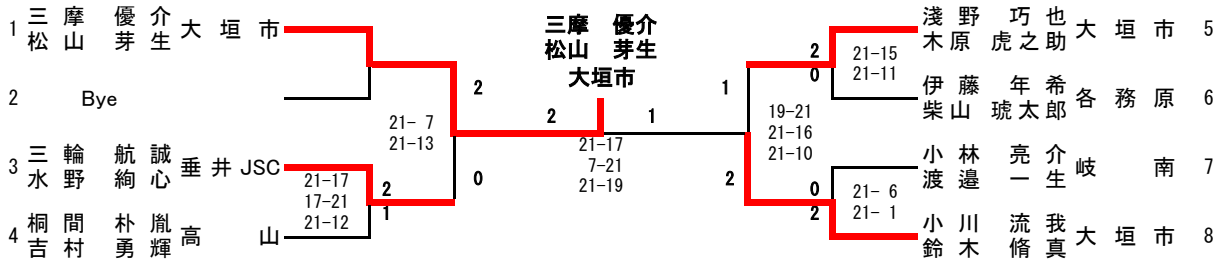 1 三摩 優介 大垣市
松山 芽生
2 Bye
3 三輪 航誠 垂井JSC
水野 絢心
4 桐間 朴胤 高山
吉村 勇輝
21-17
17-21
21-12
2
1
21- 7
21-13
2
0
三摩 優介
松山 芽生
大垣市
2 1
21-17
7-21
21-19
1
2
19-21
21-16
21-10
2
0
21-15
21-11
0
2
21- 6
21- 1
淺野 巧也 大垣市 5
木原 虎之助
伊藤 年希 各務原 6
柴山 琥太郎
小林 亮介 岐南 7
渡邉 一生
小川 流我 大垣市 8
鈴木 脩真